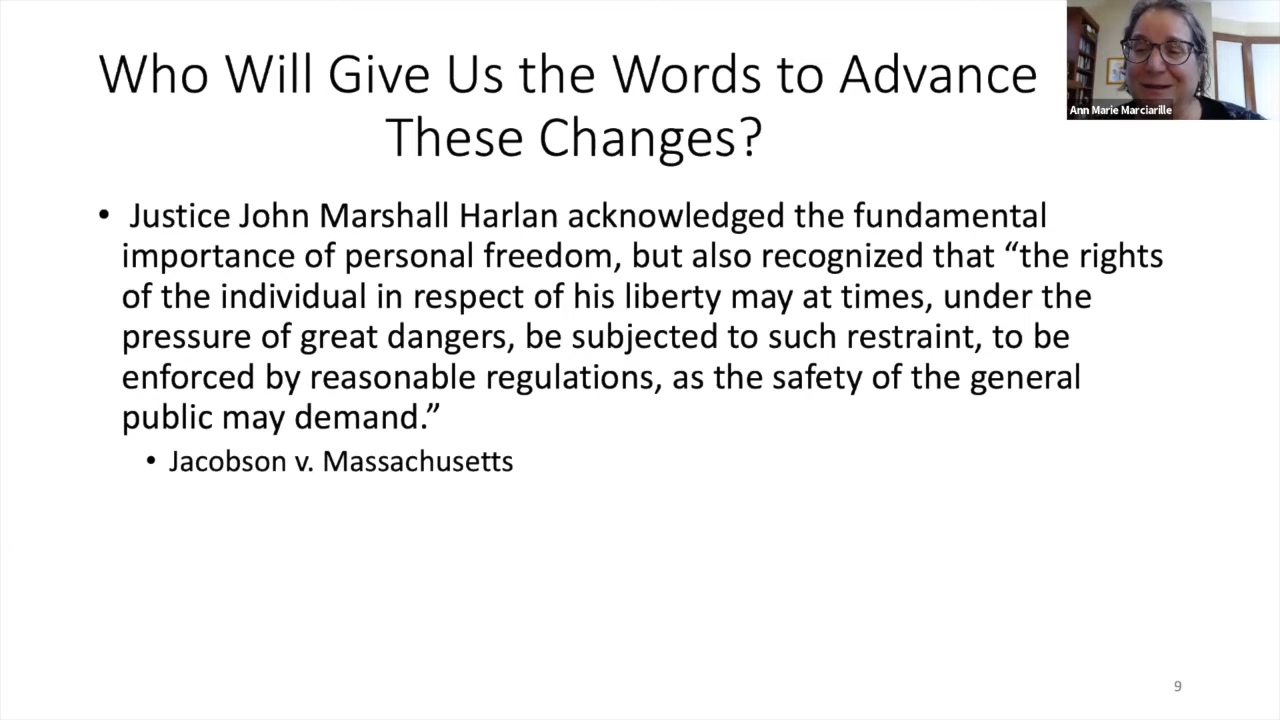 Who Will Give Us the Words to Advance
These Changes?
Ann Marie Marciarille
• Justice John Marshall Harlan acknowledged the fundamental
importance of personal freedom, but also recognized that “the rights
of the individual in respect of his liberty may at times, under the
pressure of great dangers, be subjected to such restraint, to be
enforced by reasonable regulations, as the safety of the general
public may demand.”
• Jacobson v. Massachusetts
9